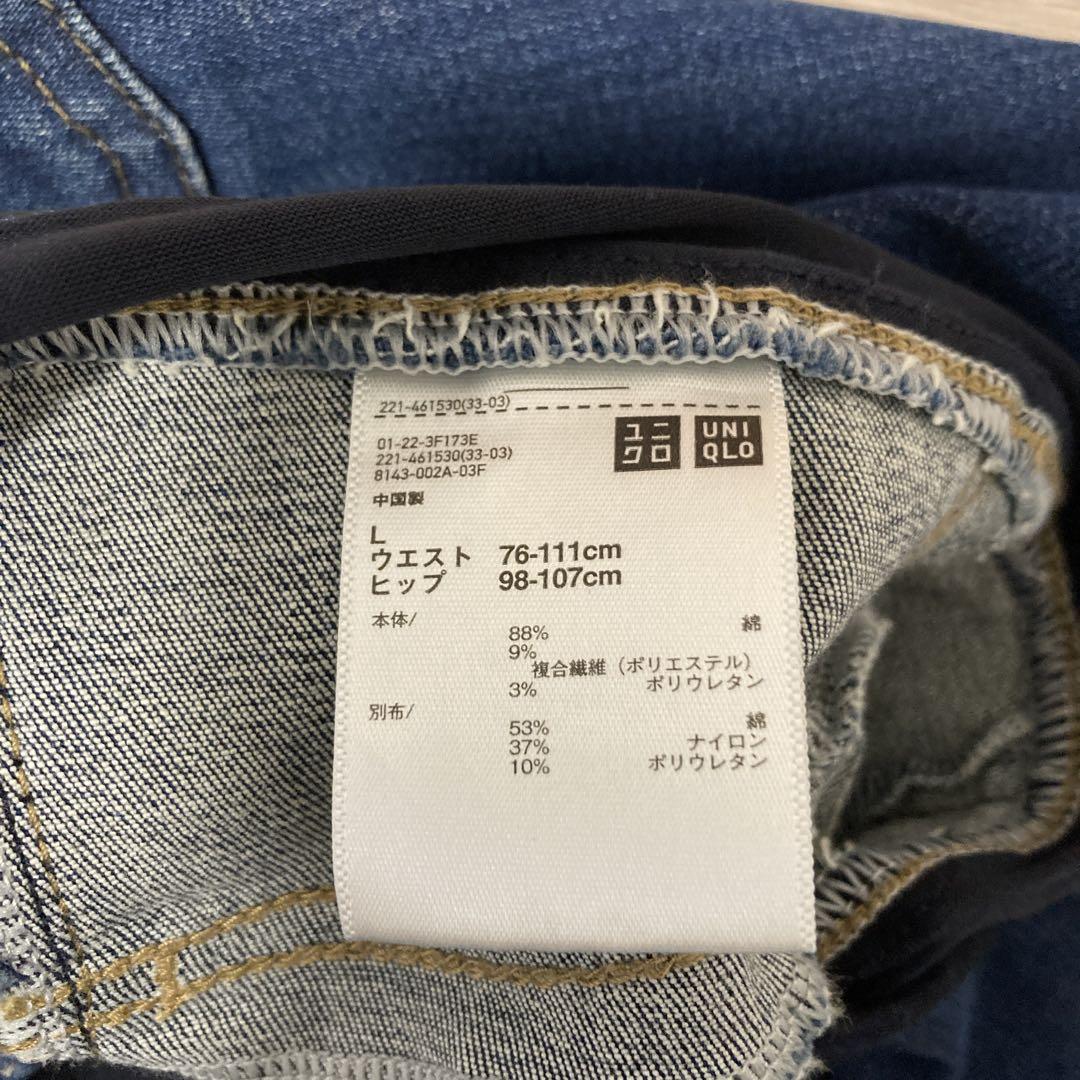 221-461530(33-03)
01-22-3F173E
221-461530(33-03)
8143-002A-03F
ユニ
クロ
UNI
QLO
中国製
L
ウエスト 76-111cm
ヒップ 98-107cm
本体/
88% 綿
9%
複合繊維（ポリエステル）
3% ポリウレタン
別布/
53% 綿
37% ナイロン
10% ポリウレタン